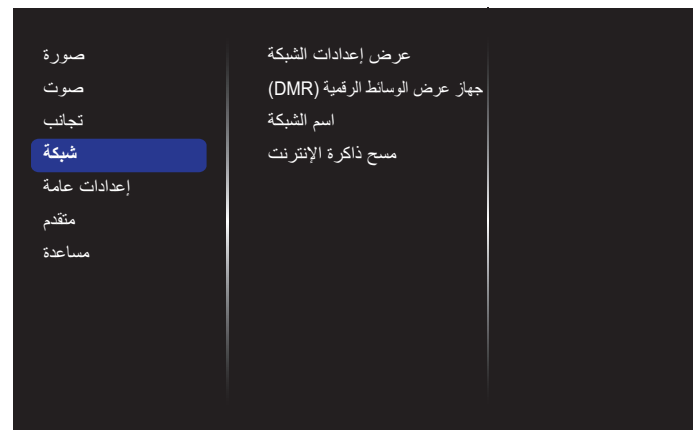 صورة
صوت
تجانب
شبكة
إعدادات عامة
متقدم
مساعدة
عرض إعدادات الشبكة
جهاز عرض الوسائط الرقمية (DMR)
اسم الشبكة
مسح ذاكرة الإنترنت